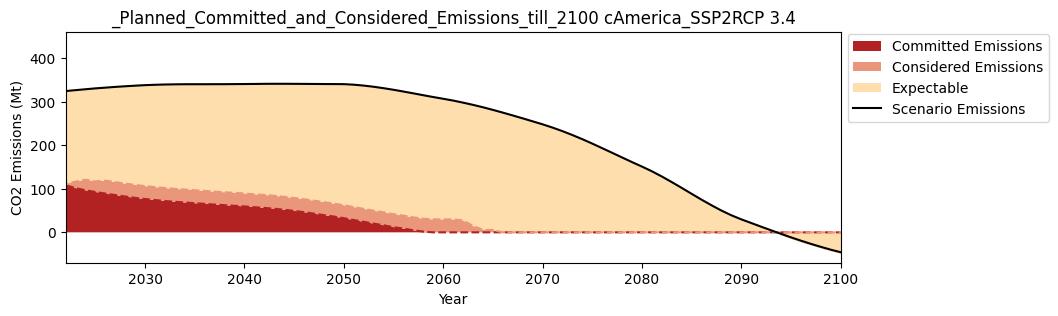 _Planned_Committed_and_Considered_Emissions_till_2100 cAmerica_SSP2RCP 3.4
Committed Emissions
Considered Emissions
Expectable
Scenario Emissions
CO2 Emissions (Mt)
400
300
200
100
0
2030 2040 2050 2060 2070 2080 2090 2100
Year